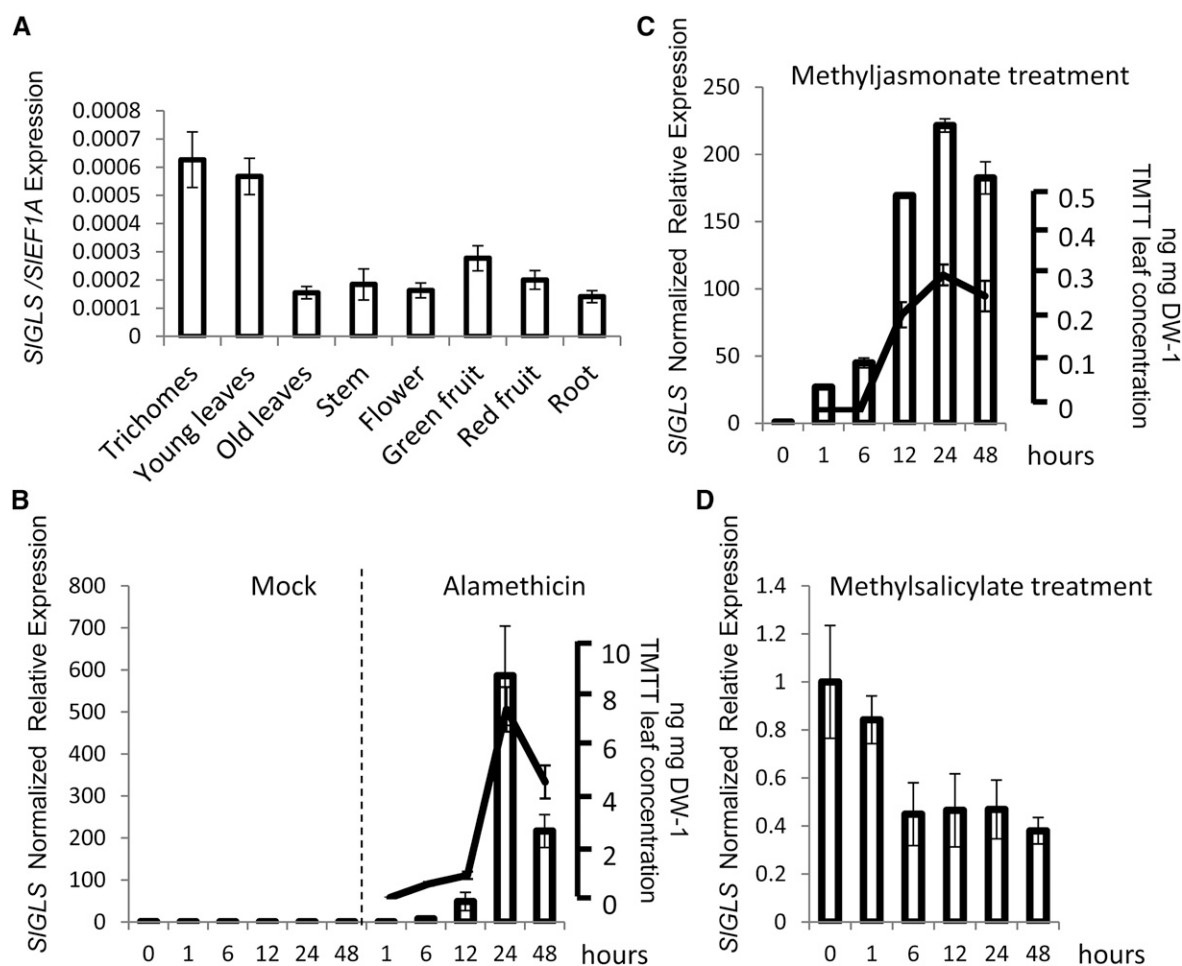 A
SlGLS /SlEF1A Expression
0.0008
0.0007
0.0006
0.0005
0.0004
0.0003
0.0002
0.0001
0
Trichomes
Young leaves
Old leaves
Stem
Flower
Green fruit
Red fruit
Root
C
Methyljasmonate treatment
SlGLS Normalized Relative Expression
250
200
150
100
50
0
0 1 6 12 24 48 hours
0.5
0.4
0.3
0.2
0.1
0
TMTT leaf concentration
ng mg DW-1
B
Mock
Alamethicin
SlGLS Normalized Relative Expression
800
700
600
500
400
300
200
100
0
0 1 6 12 24 48 1 6 12 24 48 hours
10
8
6
4
2
0
TMTT leaf concentration
ng mg DW-1
D
Methylsalicylate treatment
SlGLS Normalized Relative Expression
1.4
1.2
1
0.8
0.6
0.4
0.2
0
0 1 6 12 24 48 hours